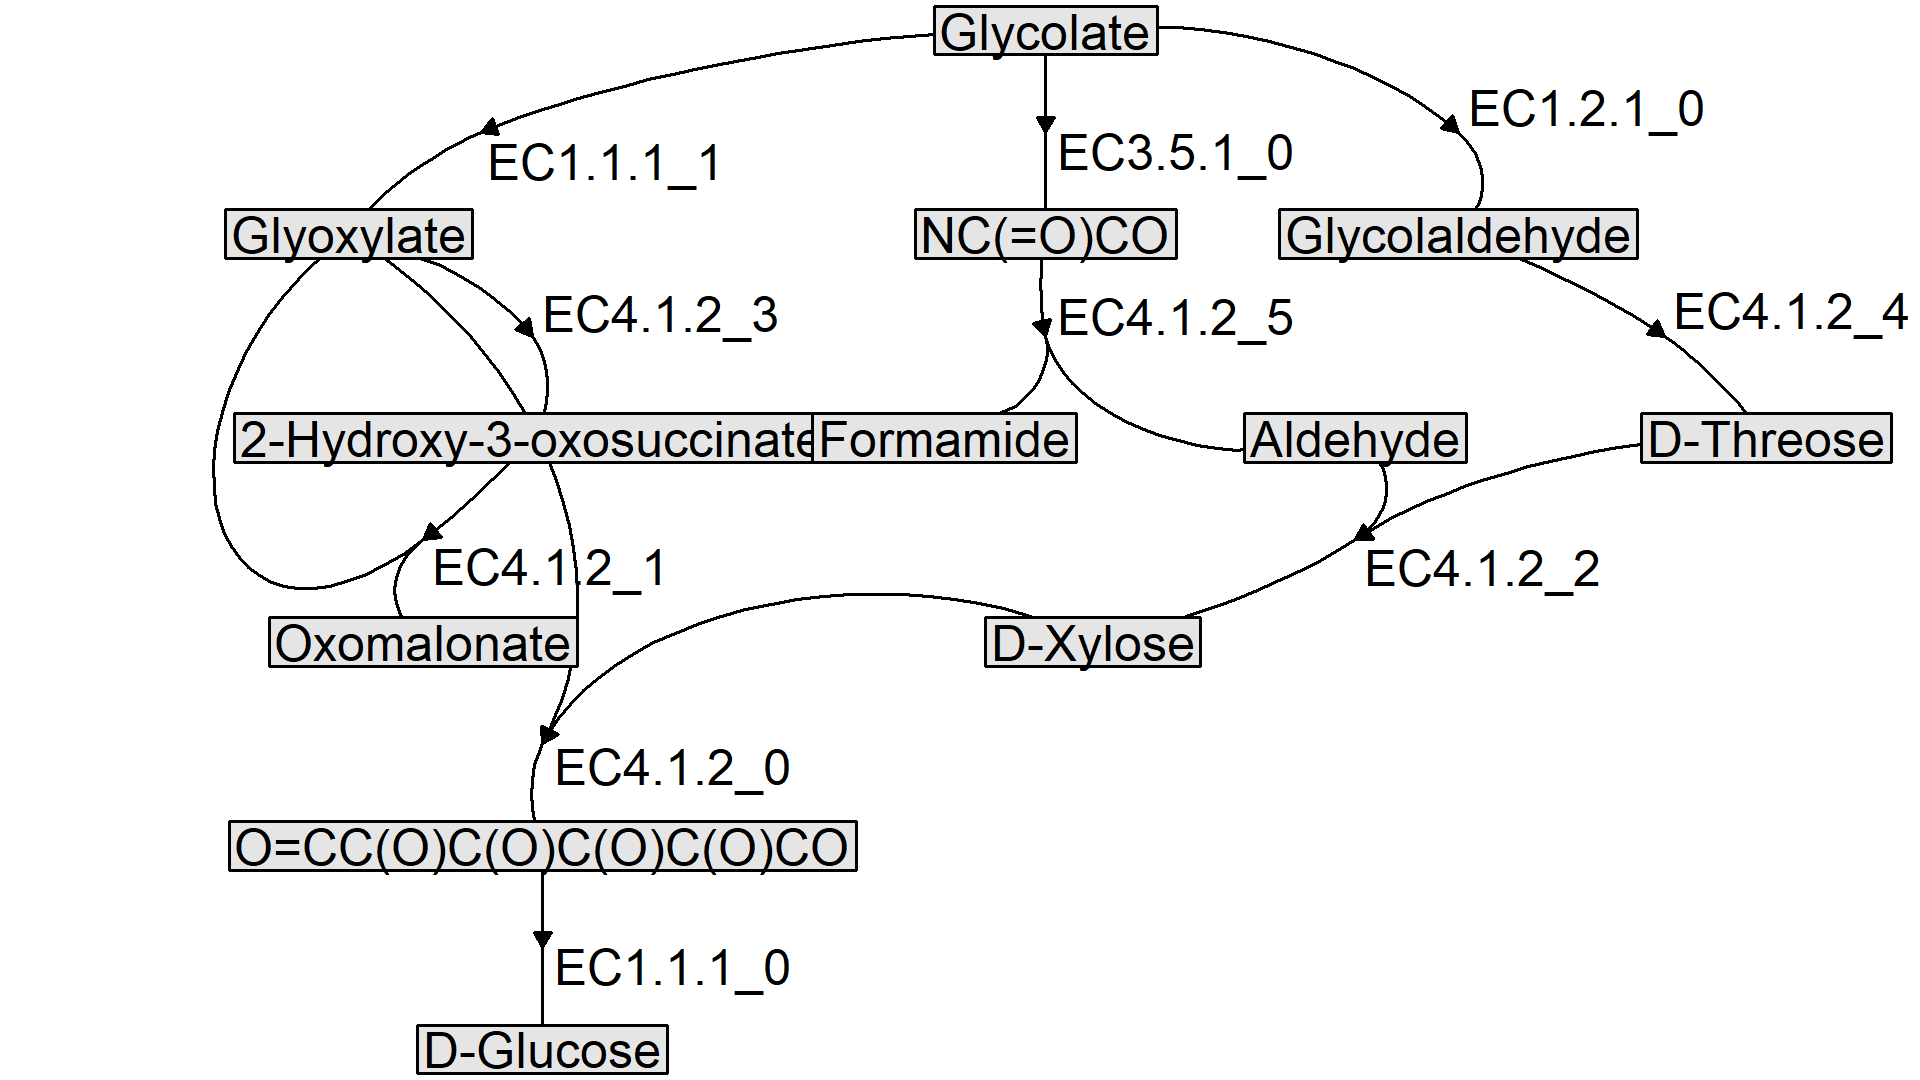 Glycolate
EC1.2.1_0
EC1.1.1_1
EC3.5.1_0
Glyoxylate
NC(=O)CO
Glycolaldehyde
EC4.1.2_3
EC4.1.2_5
EC4.1.2_4
2-Hydroxy-3-oxosuccinate
Formamide
Aldehyde
D-Threose
EC4.1.2_1
EC4.1.2_2
Oxomalonate
D-Xylose
EC4.1.2_0
O=CC(O)C(O)C(O)C(O)CO
EC1.1.1_0
D-Glucose